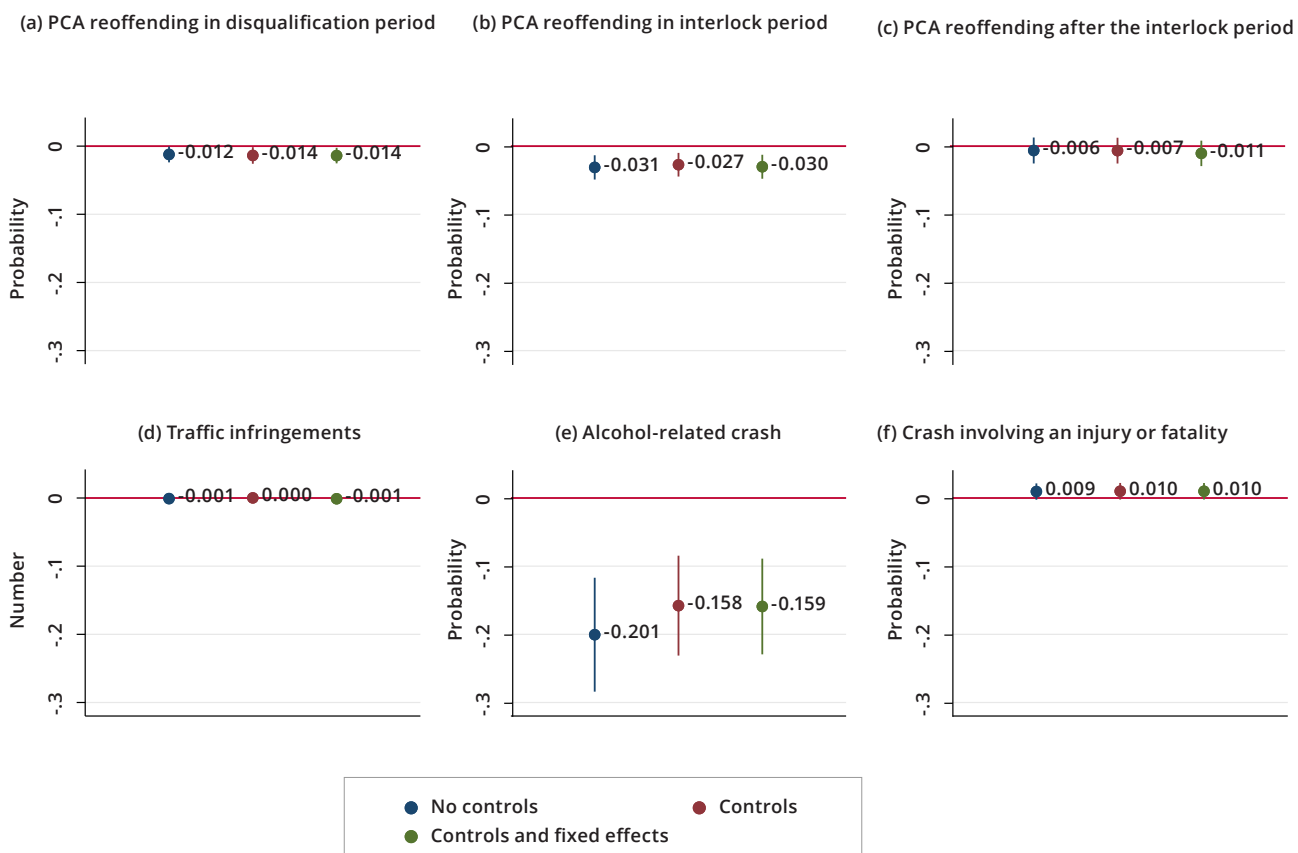 (a) PCA reoffending in disqualification period
(b) PCA reoffending in interlock period
(c) PCA reoffending after the interlock period
Probability
0
-.1
-.2
-.3
-0.012
-0.014
-0.014
Probability
0
-.1
-.2
-.3
-0.031
-0.027
-0.030
Probability
0
-.1
-.2
-.3
-0.006
-0.007
-0.011
(d) Traffic infringements
(e) Alcohol-related crash
(f) Crash involving an injury or fatality
Number
0
-.1
-.2
-.3
-0.001
0.000
-0.001
Probability
0
-.1
-.2
-.3
-0.201
-0.158
-0.159
Probability
0
-.1
-.2
-.3
0.009
0.010
0.010
No controls
Controls
Controls and fixed effects